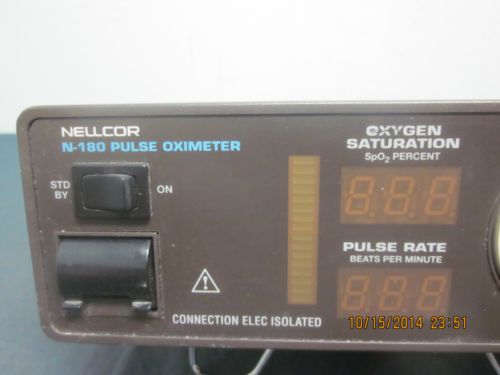 NELLCOR
N-180 PULSE OXIMETER
STD BY
ON
OXYGEN SATURATION
SpO₂ PERCENT
PULSE RATE
BEATS PER MINUTE
CONNECTION ELEC ISOLATED
10/15/2014 23:51